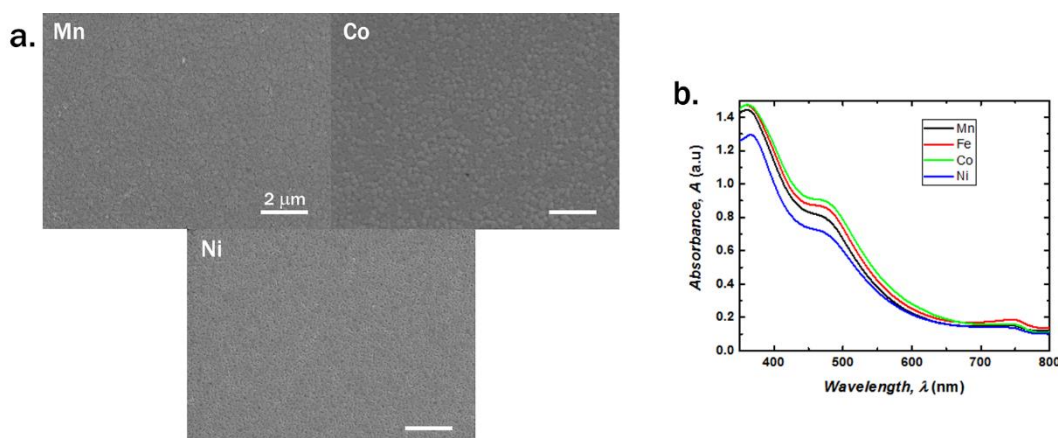 a.
Mn
Co
2 μm
Ni
b.
Absorbance, A (a.u)
1.4
1.2
1.0
0.8
0.6
0.4
0.2
0.0
Mn
Fe
Co
Ni
400 500 600 700 800
Wavelength, λ (nm)